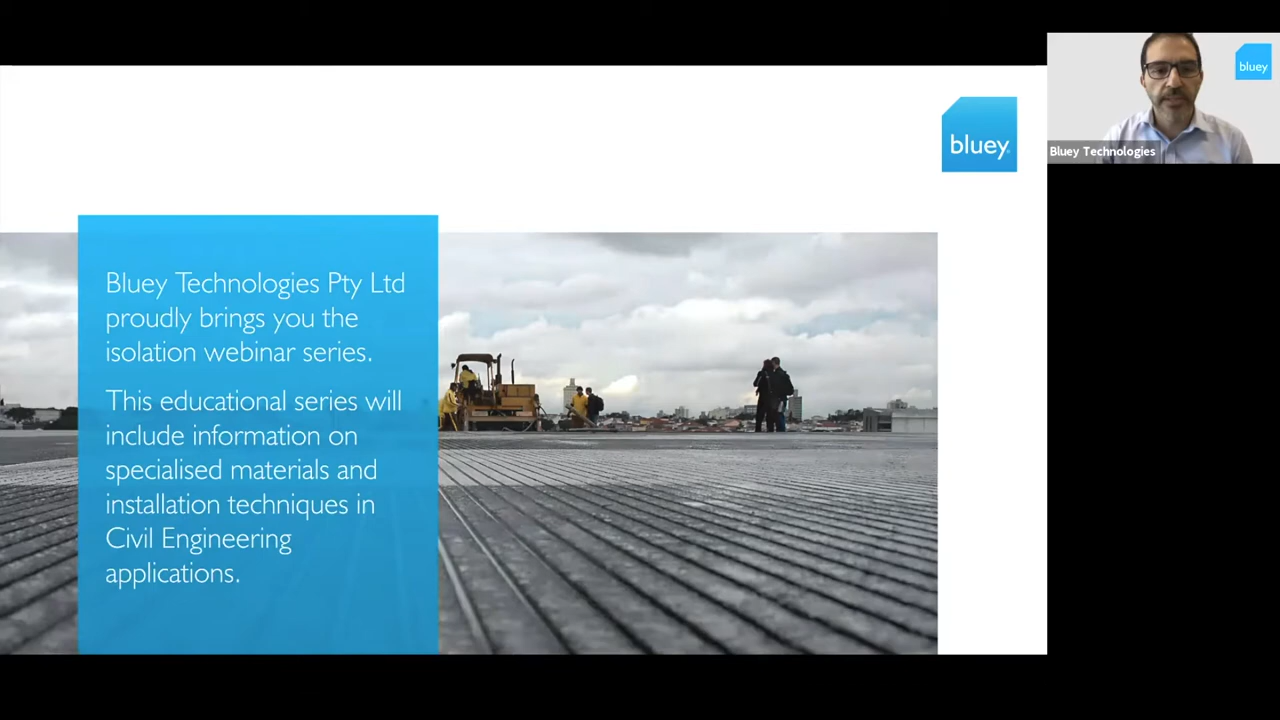 bluey
Bluey Technologies
bluey
Bluey Technologies Pty Ltd
proudly brings you the
isolation webinar series.
This educational series will
include information on
specialised materials and
installation techniques in
Civil Engineering
applications.